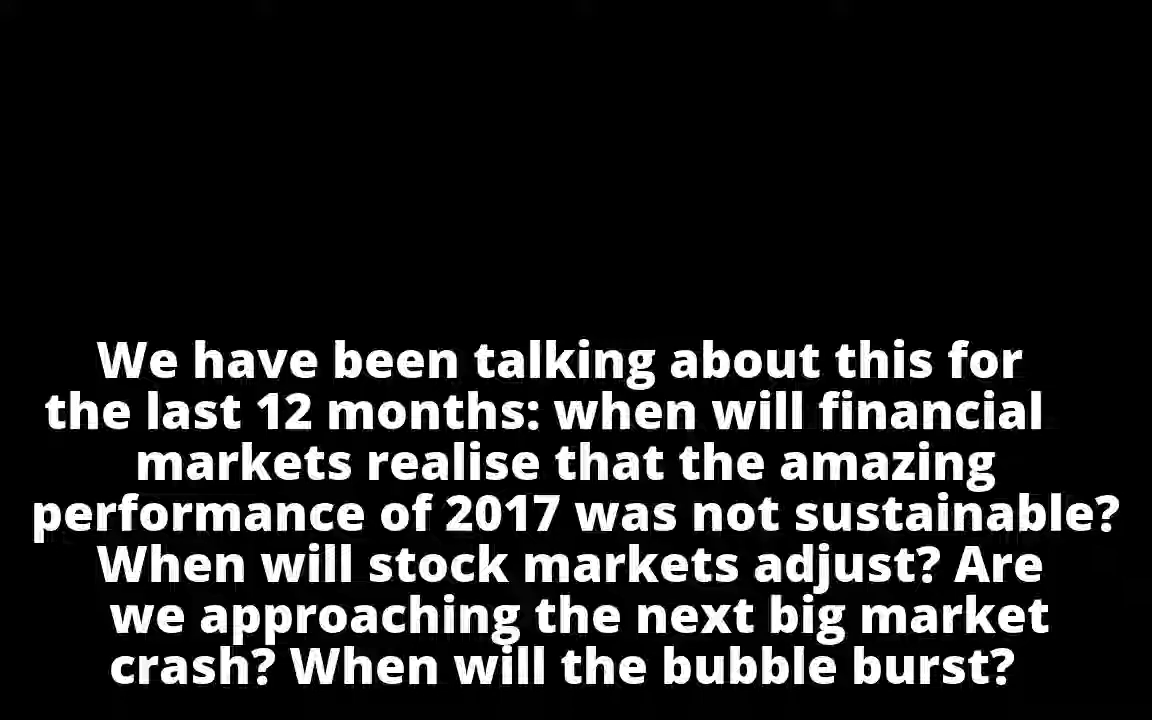 We have been talking about this for
the last 12 months: when will financial
markets realise that the amazing
performance of 2017 was not sustainable?
When will stock markets adjust? Are
we approaching the next big market
crash? When will the bubble burst?